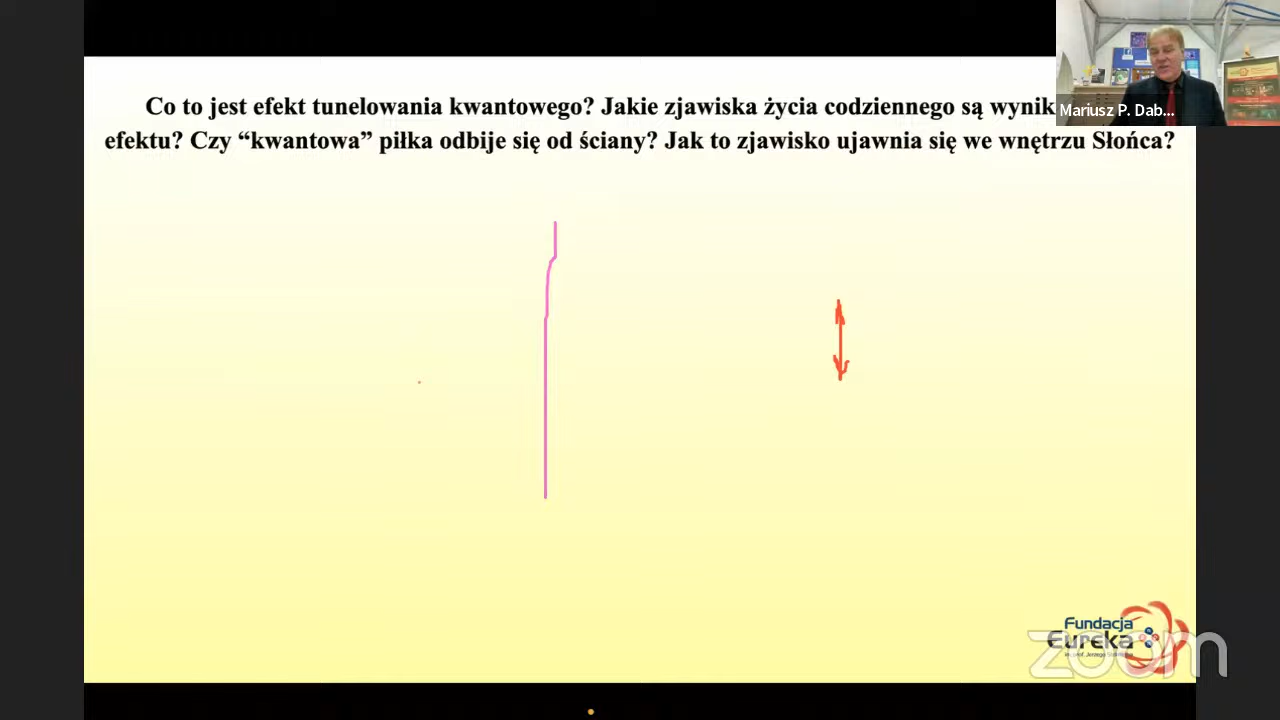 Co to jest efekt tunelowania kwantowego? Jakie zjawiska życia codziennego są wynik
efektu? Czy “kwantowa” piłka odbije się od ściany? Jak to zjawisko ujawnia się we wnętrzu Słońca?
Mariusz P. Dab...
Fundacja
Eureka
zoom